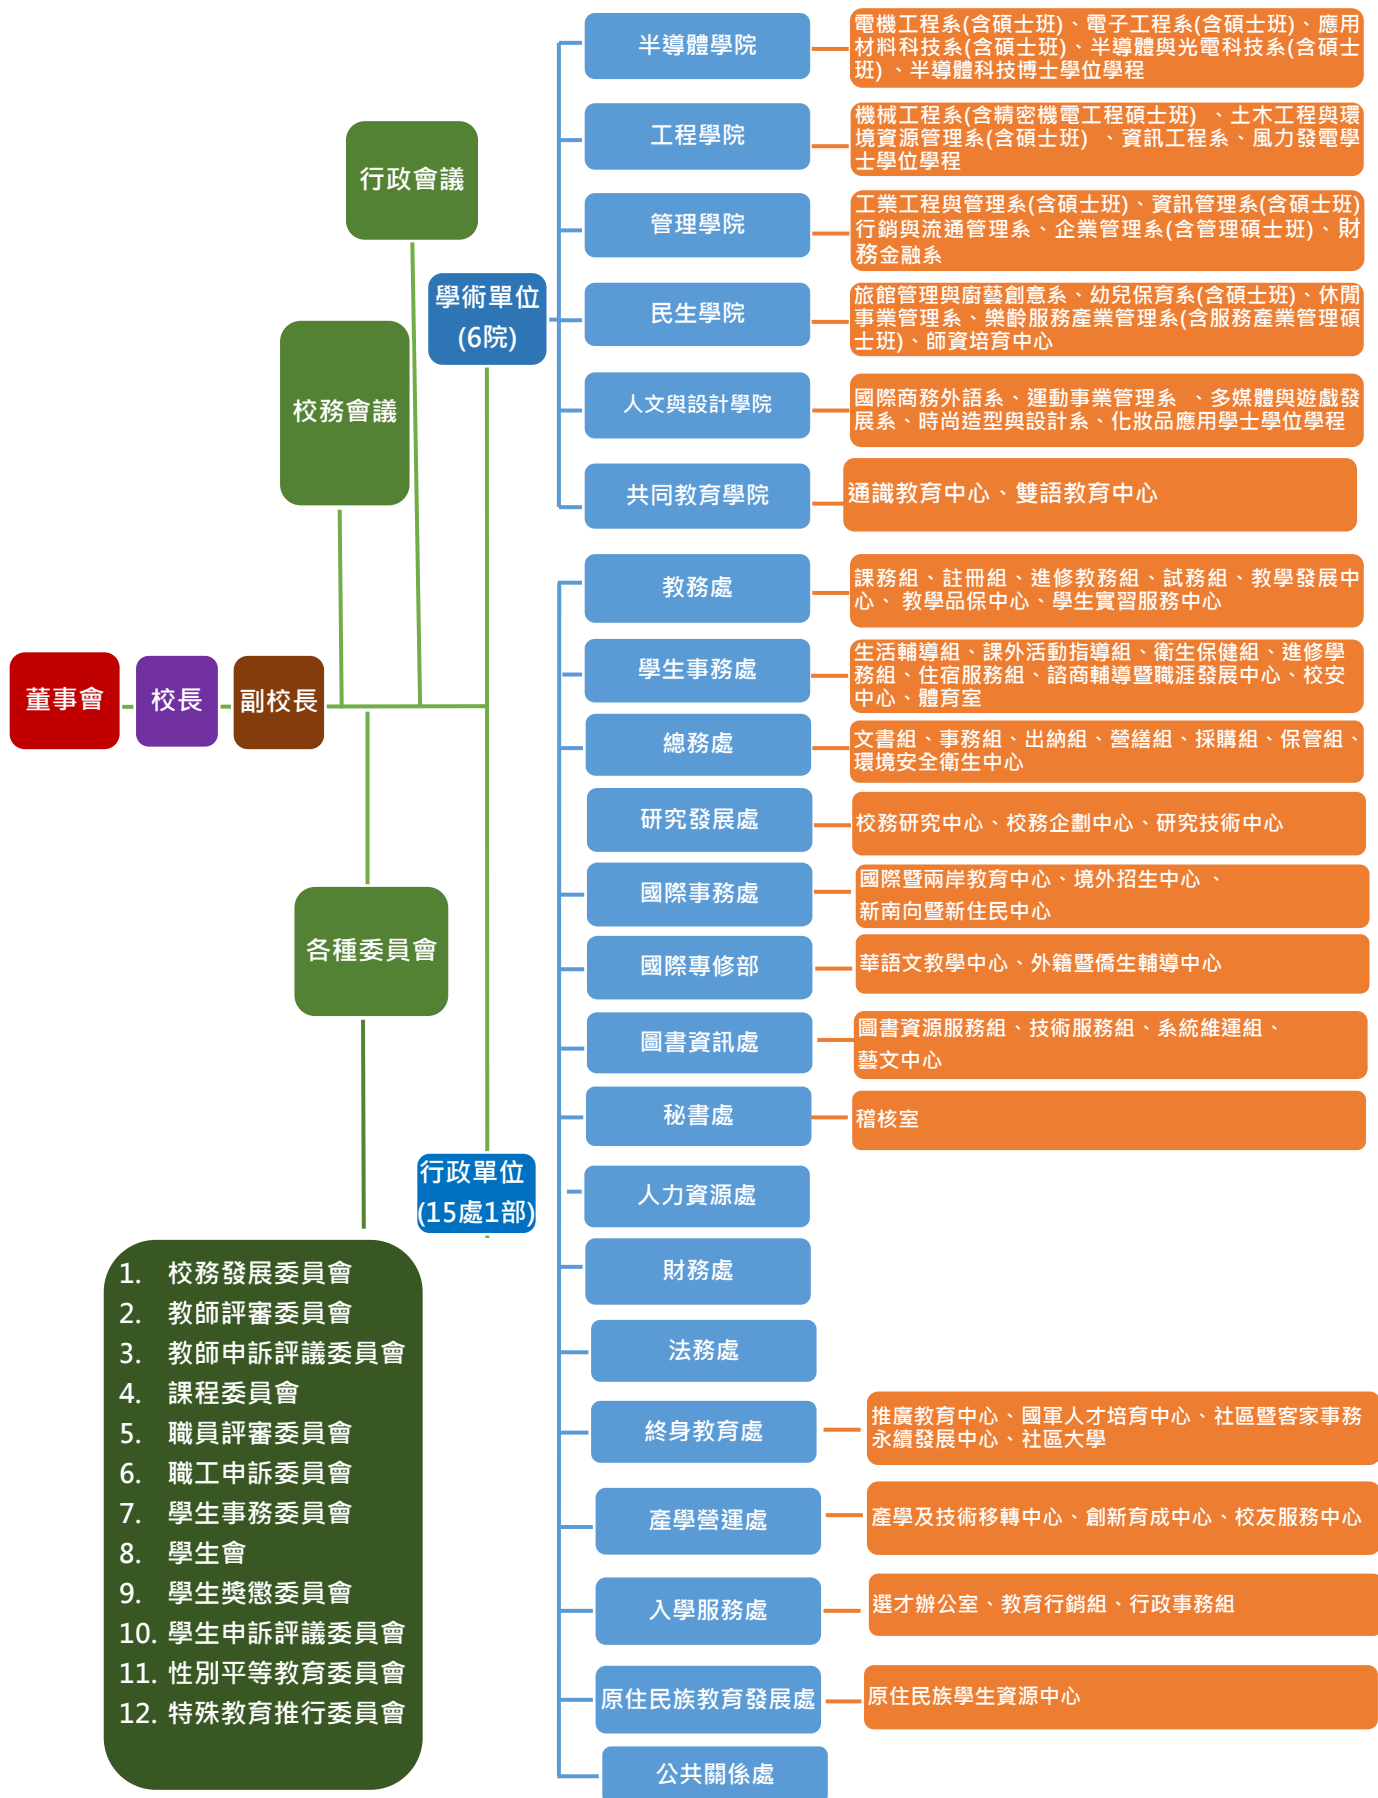 董事會
校長
副校長
行政會議
校務會議
各種委員會
1. 校務發展委員會
2. 教師評審委員會
3. 教師申訴評議委員會
4. 課程委員會
5. 職員評審委員會
6. 職工申訴委員會
7. 學生事務委員會
8. 學生會
9. 學生獎懲委員會
10. 學生申訴評議委員會
11. 性別平等教育委員會
12. 特殊教育推行委員會
學術單位
(6院)
半導體學院
電機工程系(含碩士班)、電子工程系(含碩士班)、應用
材料科技系(含碩士班)、半導體與光電科技系(含碩士
班)、半導體科技博士學位學程
工程學院
機械工程系(含精密機電工程碩士班) 、土木工程與環
境資源管理系(含碩士班) 、資訊工程系、風力發電學
士學位學程
管理學院
工業工程與管理系(含碩士班)、資訊管理系(含碩士班)
行銷與流通管理系、企業管理系(含管理碩士班)、財
務金融系
民生學院
旅館管理與廚藝創意系、幼兒保育系(含碩士班)、休閒
事業管理系、樂齡服務產業管理系(含服務產業管理碩
士班)、師資培育中心
人文與設計學院
國際商務外語系、運動事業管理系 、多媒體與遊戲發
展系、時尚造型與設計系、化妝品應用學士學位學程
共同教育學院
通識教育中心、雙語教育中心
行政單位
(15處1部)
教務處
課務組、註冊組、進修教務組、試務組、教學發展中
心、 教學品保中心、學生實習服務中心
學生事務處
生活輔導組、課外活動指導組、衛生保健組、進修學
務組、住宿服務組、諮商輔導暨職涯發展中心、校安
中心、體育室
總務處
文書組、事務組、出納組、營繕組、採購組、保管組、
環境安全衛生中心
研究發展處
校務研究中心、校務企劃中心、研究技術中心
國際事務處
國際暨兩岸教育中心、境外招生中心 、
新南向暨新住民中心
國際專修部
華語文教學中心、外籍暨僑生輔導中心
圖書資訊處
圖書資源服務組、技術服務組、系統維運組、
藝文中心
秘書處
稽核室
人力資源處
財務處
法務處
終身教育處
推廣教育中心、國軍人才培育中心、社區暨客家事務
永續發展中心、社區大學
產學營運處
產學及技術移轉中心、創新育成中心、校友服務中心
入學服務處
選才辦公室、教育行銷組、行政事務組
原住民族教育發展處
原住民族學生資源中心
公共關係處